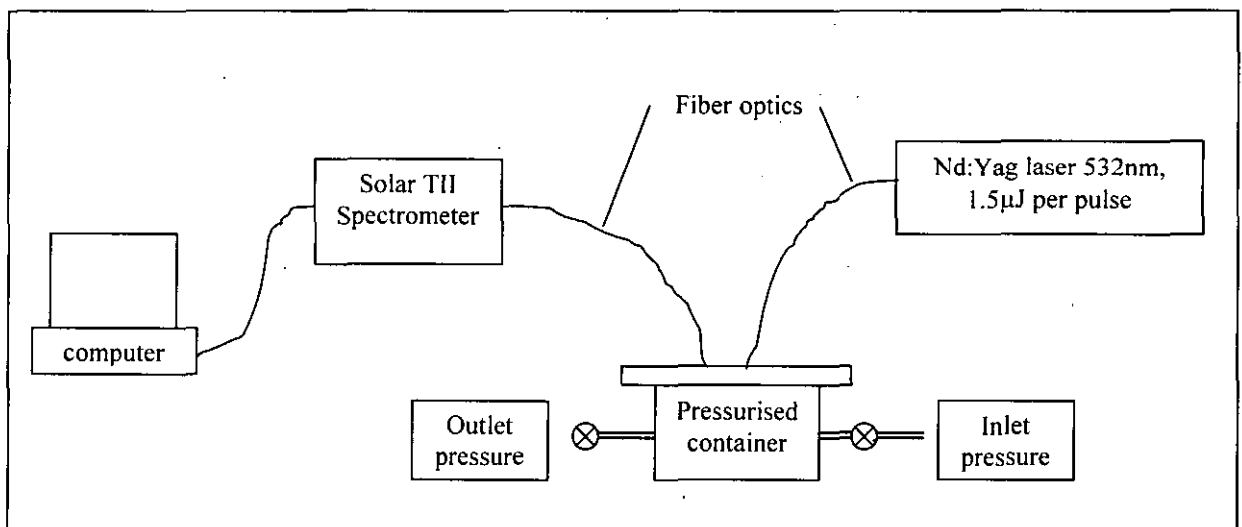 Fiber optics
Solar TII
Spectrometer
Nd:Yag laser 532nm,
1.5μJ per pulse
computer
Outlet
pressure
Pressurised
container
Inlet
pressure